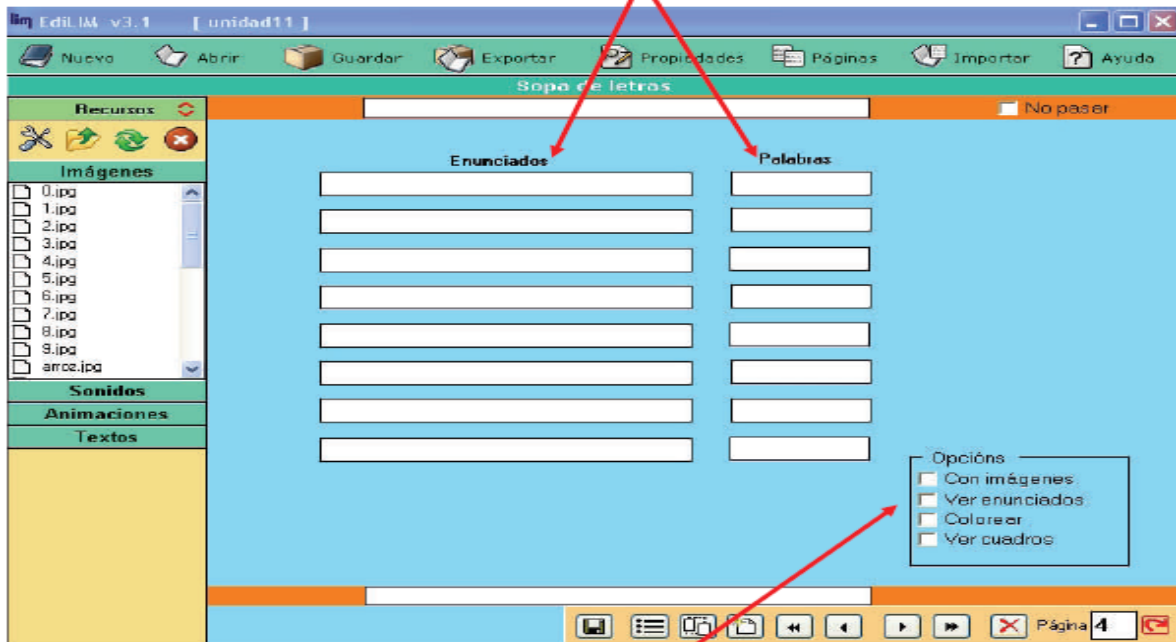 lim EdiLIM v3.1 [ unidad11 ]
Nuevo Abrir Guardar Exportar Propiedades Páginas Importar Ayuda
Sopa de letras
Recursos
No pasar
Imágenes
Enunciados Palabras
0.jpg
1.jpg
2.jpg
3.jpg
4.jpg
5.jpg
6.jpg
7.jpg
8.jpg
9.jpg
arroz.jpg
Sonidos
Animaciones
Textos
Opcións
Con imágenes
Ver enunciados
Colorear
Ver cuadros
Página 4